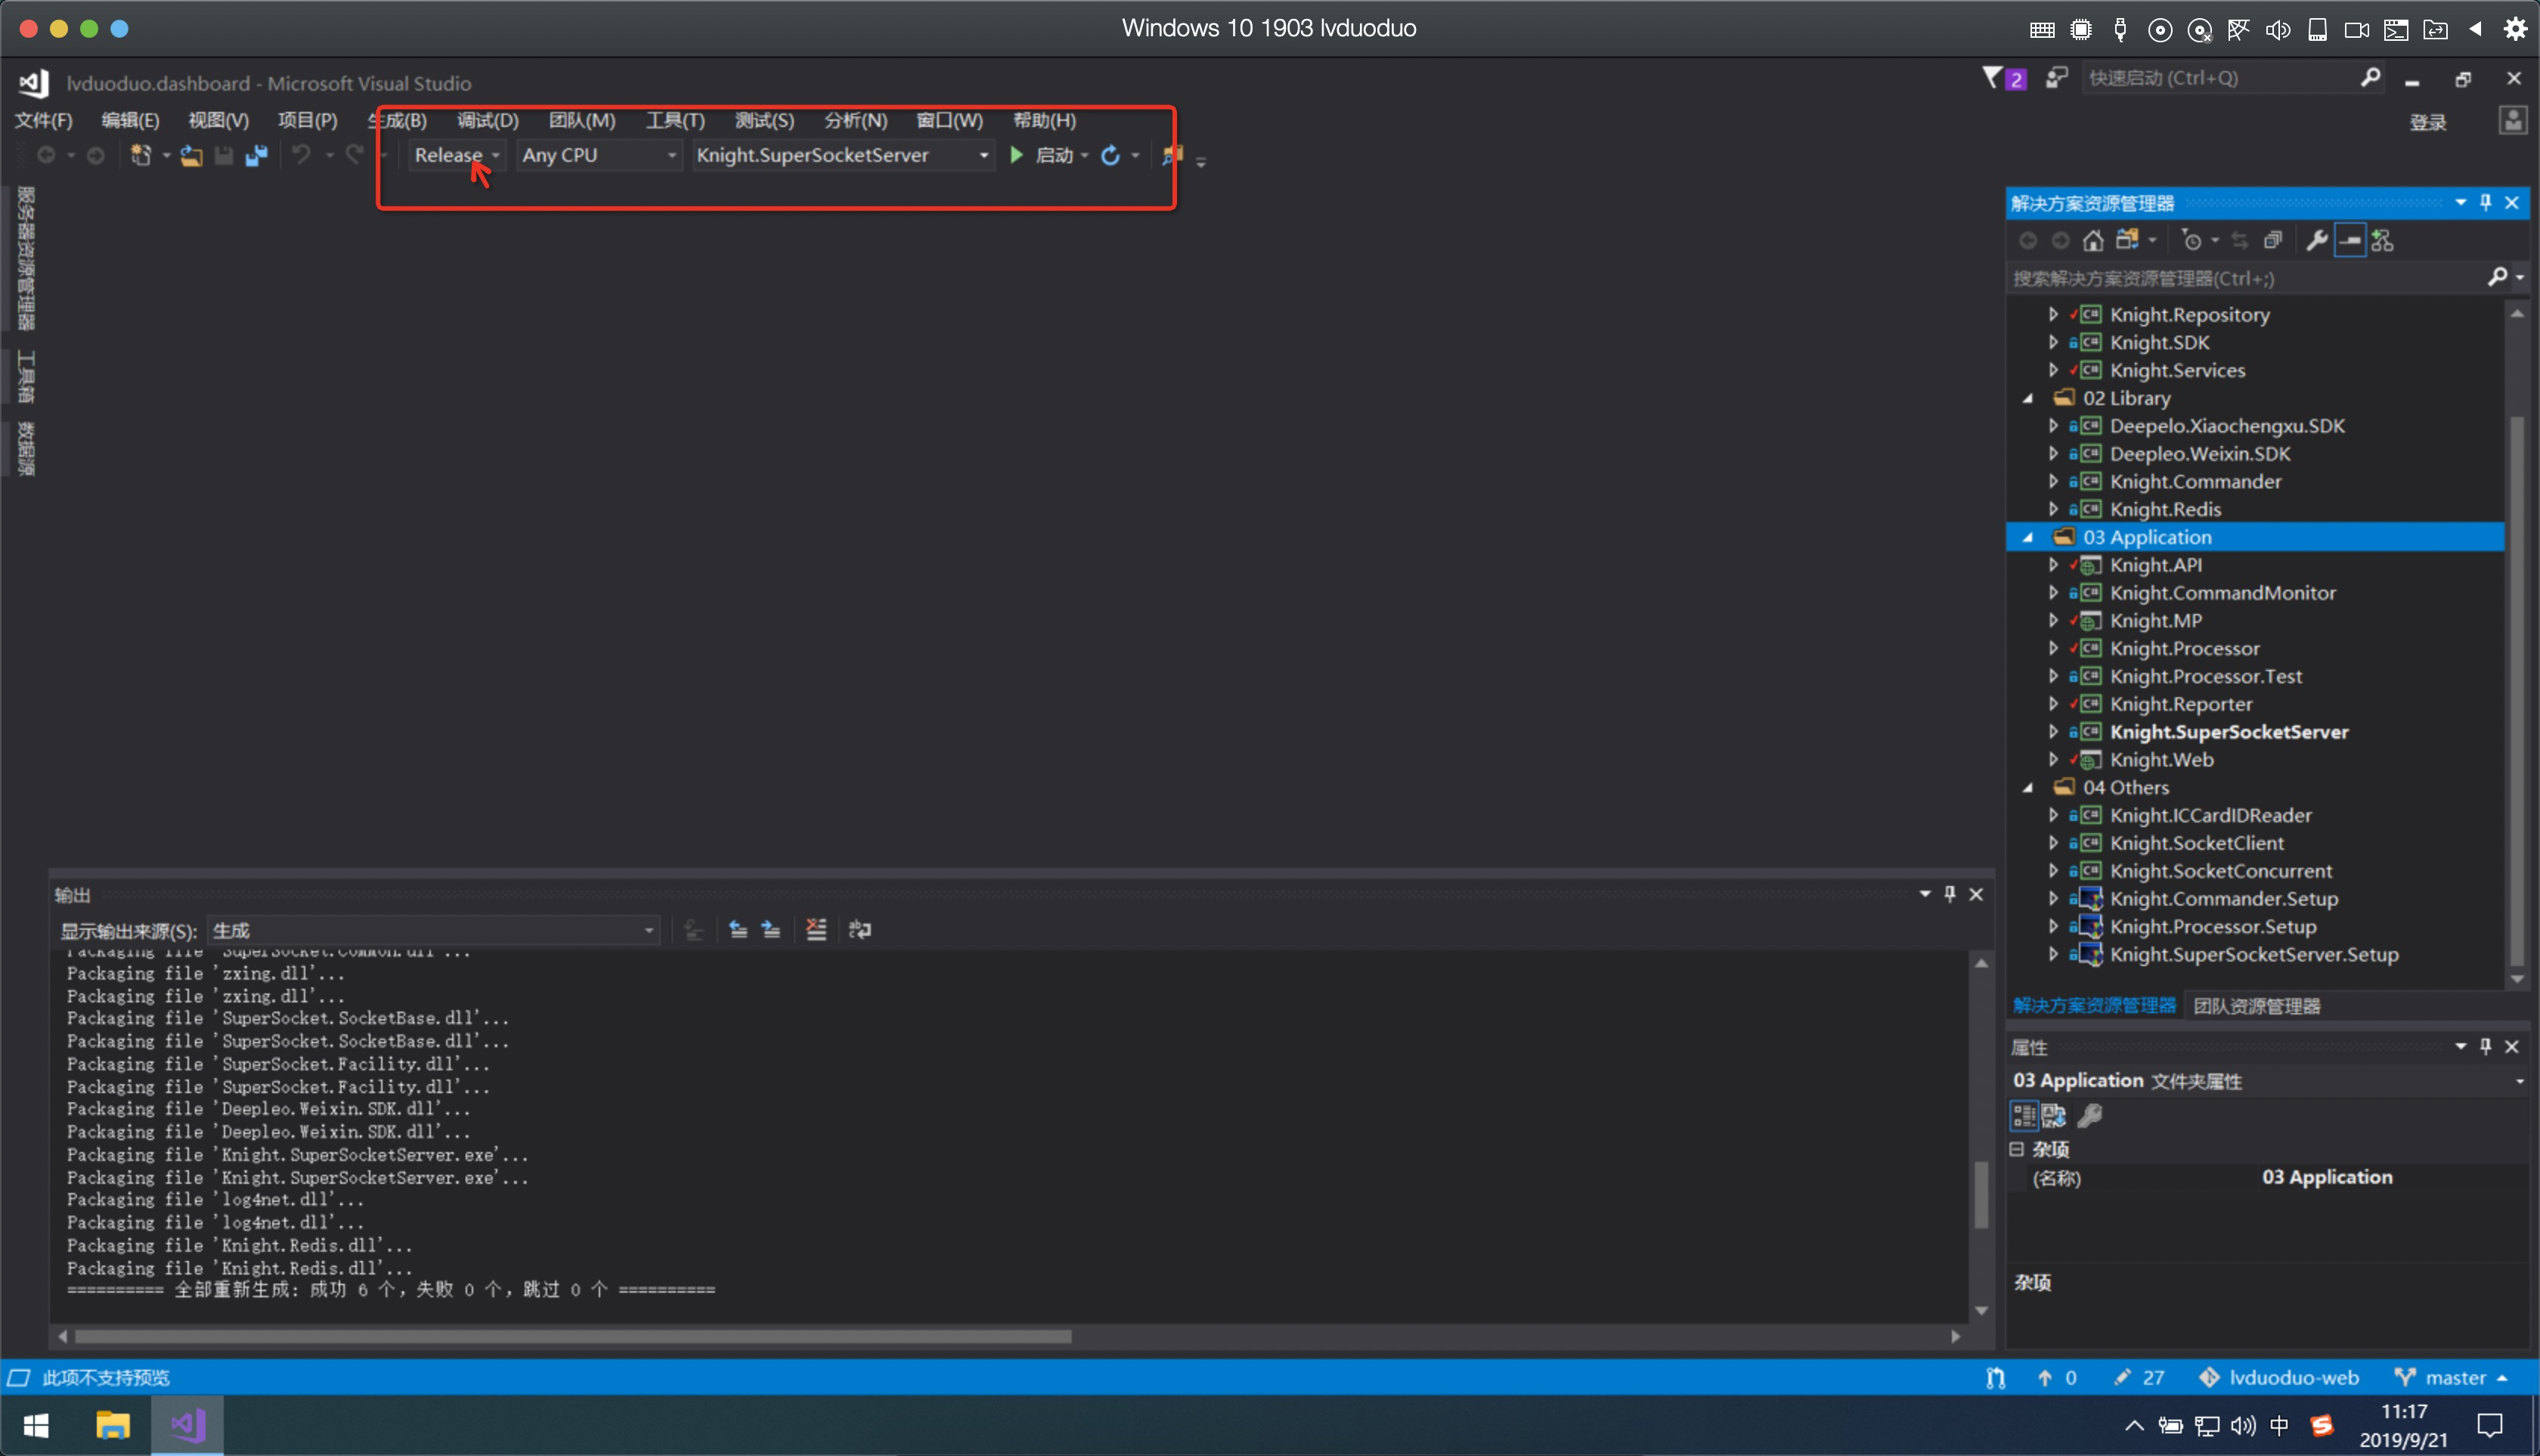 Windows 10 1903 lvduoduo
lvduoduo.dashboard - Microsoft Visual Studio
2
快速启动 (Ctrl+Q)
文件(F) 编辑(E) 视图(V) 项目(P) 生成(B) 调试(D) 团队(M) 工具(T) 测试(S) 分析(N) 窗口(W) 帮助(H)
登录
Release Any CPU Knight.SuperSocketServer 启动
服务器资源管理器
工具箱
数据源
解决方案资源管理器
搜索解决方案资源管理器(Ctrl+;)
Knight.Repository
Knight.SDK
Knight.Services
02 Library
Deepelo.Xiaochengxu.SDK
Deepleo.Weixin.SDK
Knight.Commander
Knight.Redis
03 Application
Knight.API
Knight.CommandMonitor
Knight.MP
Knight.Processor
Knight.Processor.Test
Knight.Reporter
Knight.SuperSocketServer
Knight.Web
04 Others
Knight.ICCardIDReader
Knight.SocketClient
Knight.SocketConcurrent
Knight.Commander.Setup
Knight.Processor.Setup
Knight.SuperSocketServer.Setup
解决方案资源管理器 团队资源管理器
属性
03 Application 文件夹属性
杂项
(名称) 03 Application
杂项
输出
显示输出来源(S): 生成
Packaging file 'SuperSocket.Common.dll'...
Packaging file 'zxing.dll'...
Packaging file 'zxing.dll'...
Packaging file 'SuperSocket.SocketBase.dll'...
Packaging file 'SuperSocket.SocketBase.dll'...
Packaging file 'SuperSocket.Facility.dll'...
Packaging file 'SuperSocket.Facility.dll'...
Packaging file 'Deepleo.Weixin.SDK.dll'...
Packaging file 'Deepleo.Weixin.SDK.dll'...
Packaging file 'Knight.SuperSocketServer.exe'...
Packaging file 'Knight.SuperSocketServer.exe'...
Packaging file 'log4net.dll'...
Packaging file 'log4net.dll'...
Packaging file 'Knight.Redis.dll'...
Packaging file 'Knight.Redis.dll'...
========== 全部重新生成: 成功 6 个，失败 0 个，跳过 0 个 ==========
此项不支持预览
0 27 lvduoduo-web master
中
11:17
2019/9/21